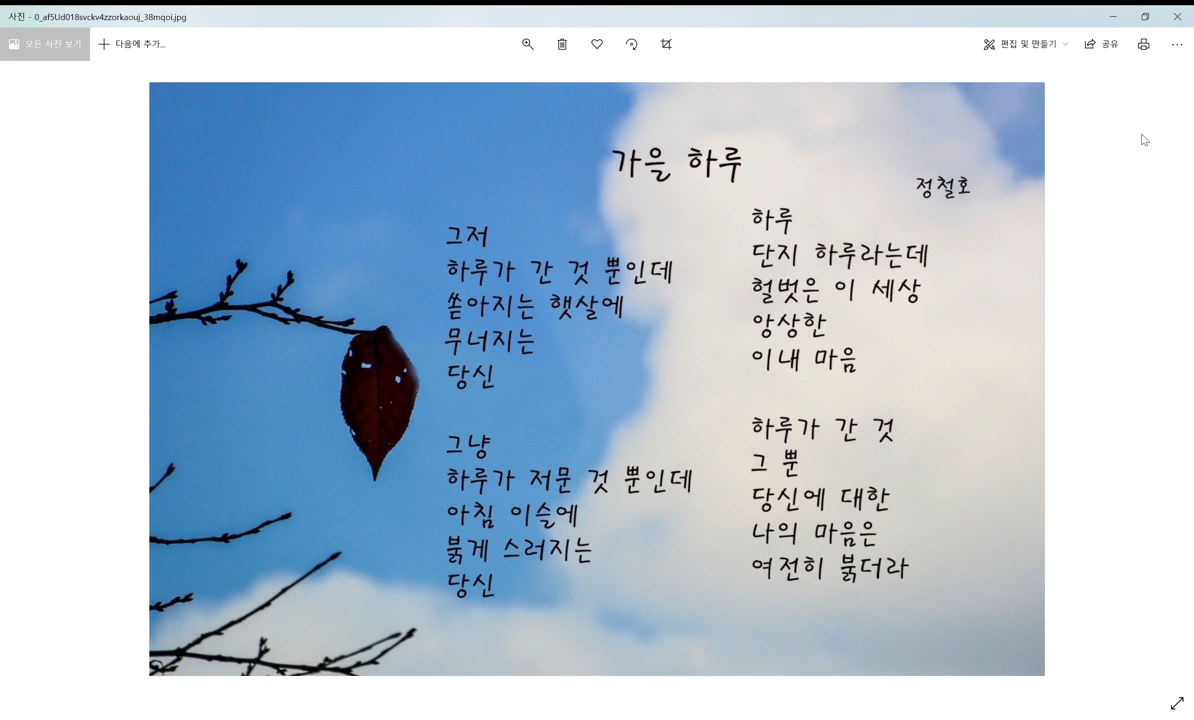 사진 - 0_af5Ud018svckv4zzorkaouj_38mqoi.jpg
모든 사진 보기
다음에 추가...
편집 및 만들기
공유
가을 하루
정철호
그저
하루가 간 것 뿐인데
쏟아지는 햇살에
무너지는
당신
그냥
하루가 저문 것 뿐인데
아침 이슬에
붉게 스러지는
당신
하루
단지 하루라는데
헐벗은 이 세상
앙상한
이내 마음
하루가 간 것
그 뿐
당신에 대한
나의 마음은
여전히 붉더라